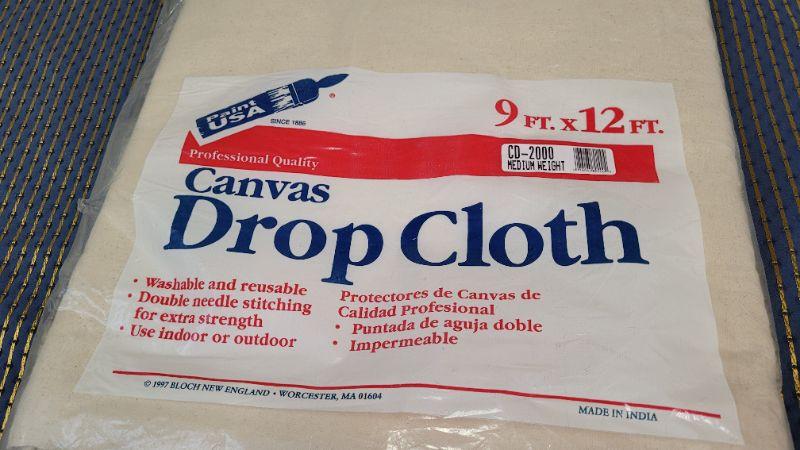 Paint
USA
®
SINCE 1886
9 FT. x 12 FT.
Professional Quality
CD-2000
MEDIUM WEIGHT
Canvas
Drop Cloth
• Washable and reusable
• Double needle stitching
for extra strength
• Use indoor or outdoor
Protectores de Canvas de
Calidad Profesional
• Puntada de aguja doble
• Impermeable
© 1997 BLOCH NEW ENGLAND • WORCESTER, MA 01604
MADE IN INDIA